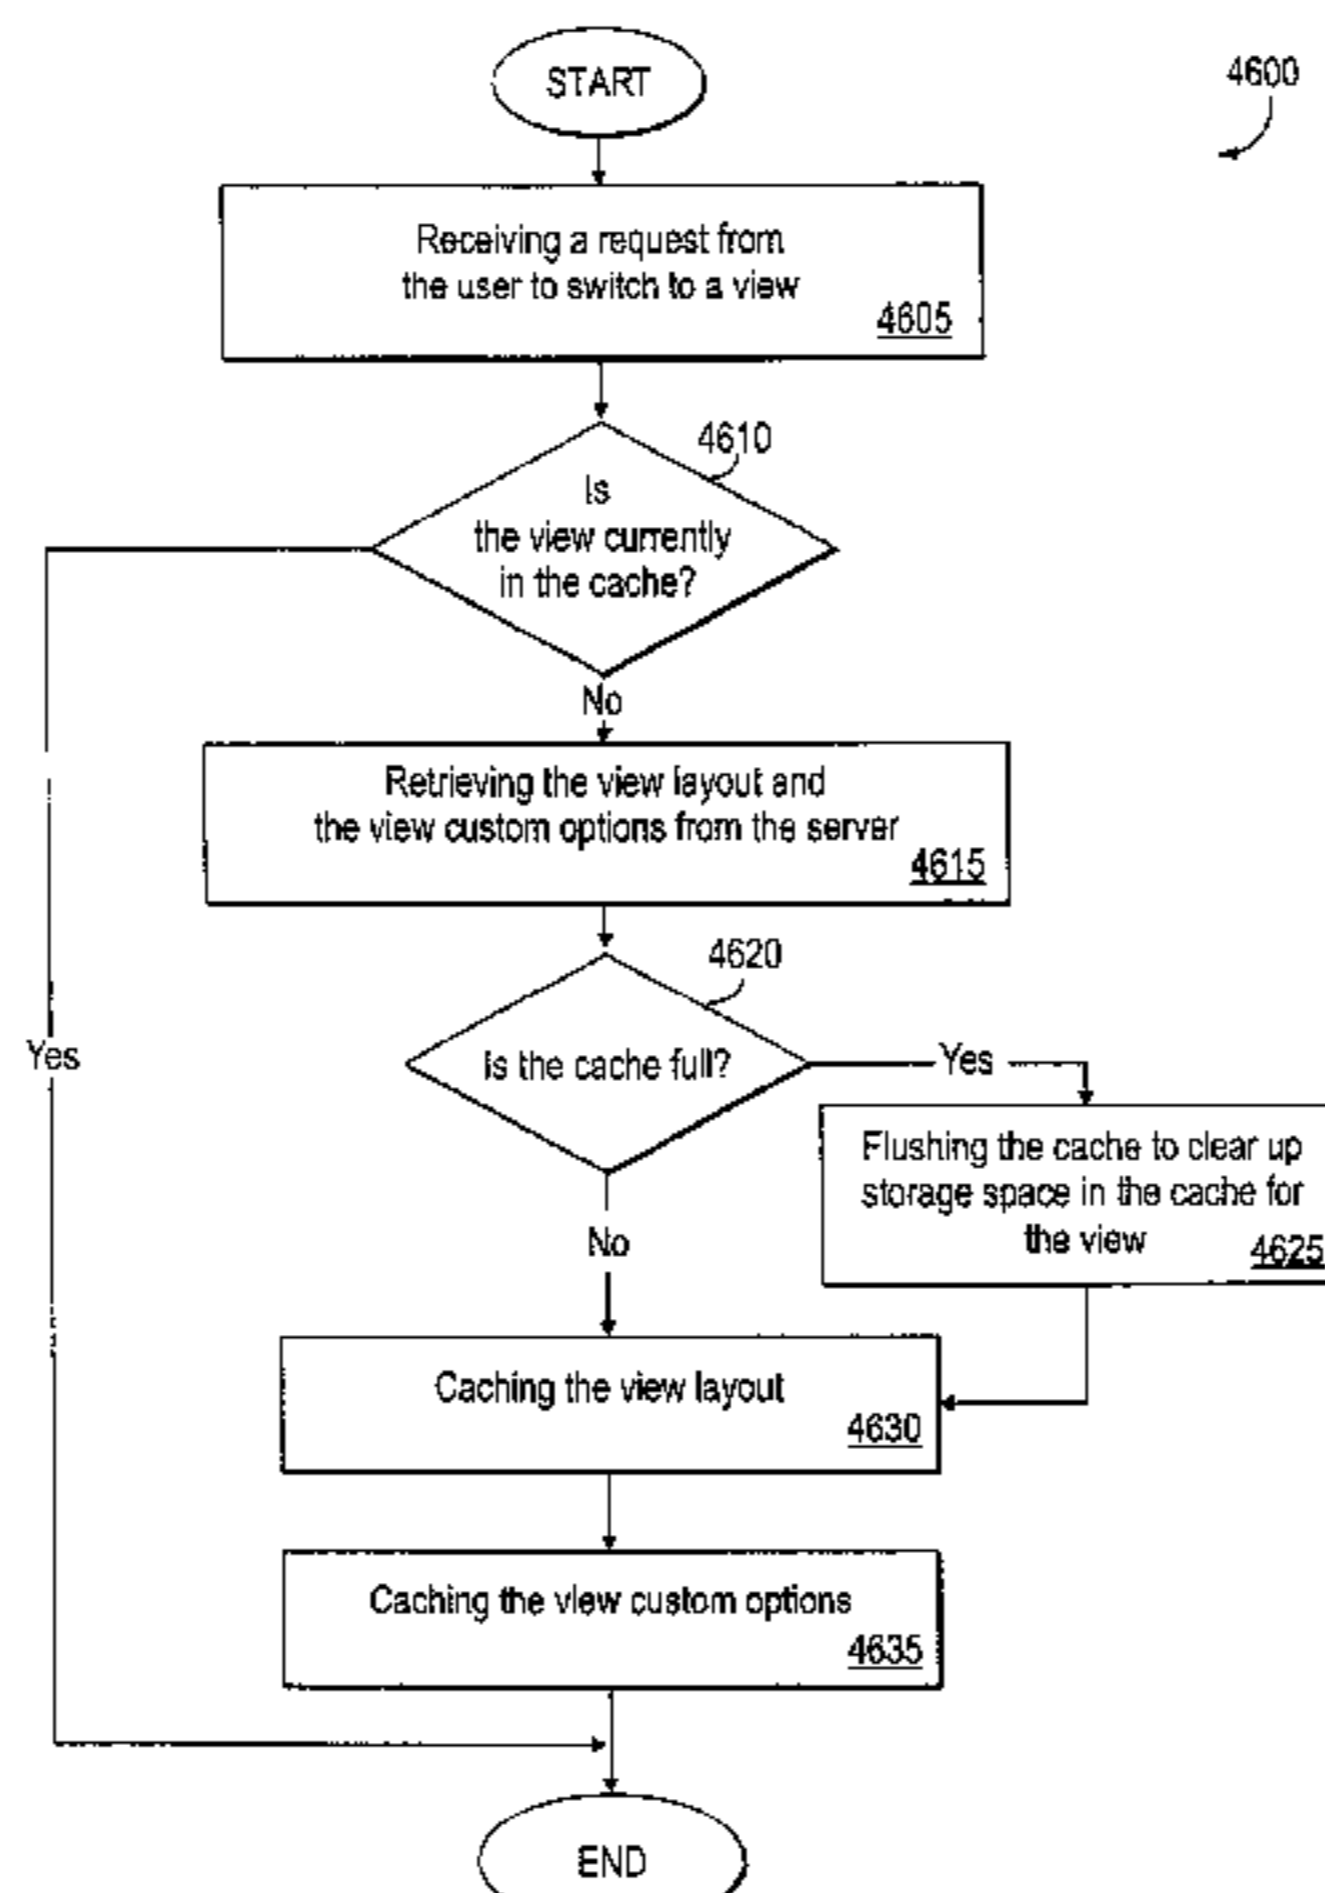 START
4600
Receiving a request from
the user to switch to a view
4605
4610
Is
the view currently
in the cache?
No
Retrieving the view layout and
the view custom options from the server
4615
4620
Is the cache full?
Yes
Yes
Flushing the cache to clear up
storage space in the cache for
the view
4625
No
Caching the view layout
4630
Caching the view custom options
4635
END